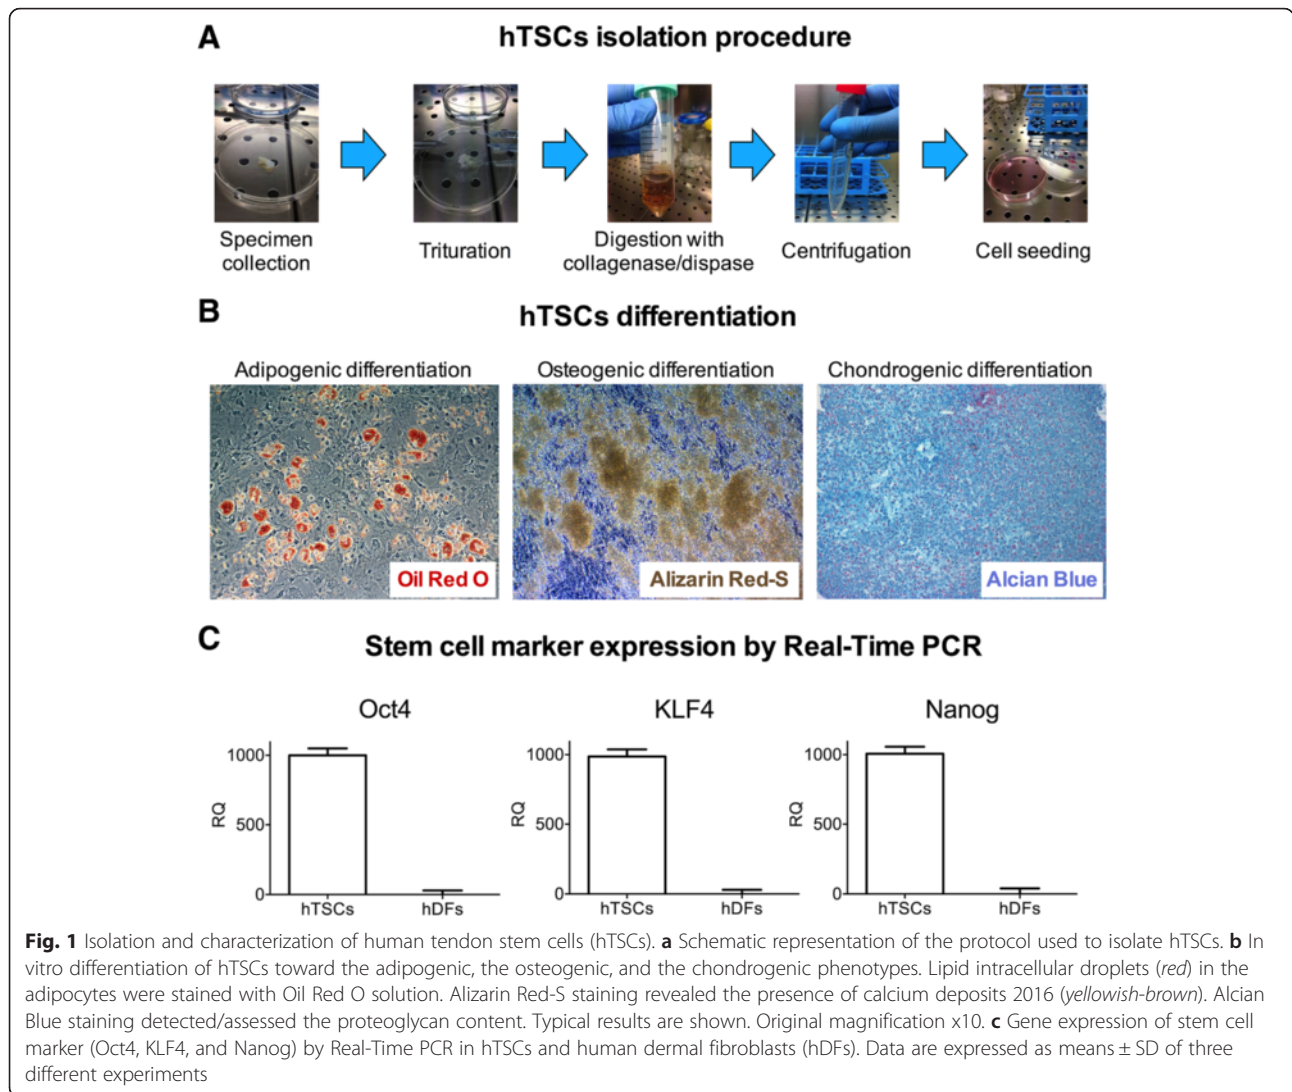 A
hTSCs isolation procedure
Specimen
collection
Trituration
Digestion with
collagenase/dispase
Centrifugation
Cell seeding
B
hTSCs differentiation
Adipogenic differentiation
Osteogenic differentiation
Chondrogenic differentiation
Oil Red O
Alizarin Red-S
Alcian Blue
C
Stem cell marker expression by Real-Time PCR
Oct4
RQ
1000
500
0
hTSCs
hDFs
KLF4
RQ
1000
500
0
hTSCs
hDFs
Nanog
RQ
1000
500
0
hTSCs
hDFs
Fig. 1 Isolation and characterization of human tendon stem cells (hTSCs). a Schematic representation of the protocol used to isolate hTSCs. b In
vitro differentiation of hTSCs toward the adipogenic, the osteogenic, and the chondrogenic phenotypes. Lipid intracellular droplets (red) in the
adipocytes were stained with Oil Red O solution. Alizarin Red-S staining revealed the presence of calcium deposits 2016 (yellowish-brown). Alcian
Blue staining detected/assessed the proteoglycan content. Typical results are shown. Original magnification x10. c Gene expression of stem cell
marker (Oct4, KLF4, and Nanog) by Real-Time PCR in hTSCs and human dermal fibroblasts (hDFs). Data are expressed as means ± SD of three
different experiments